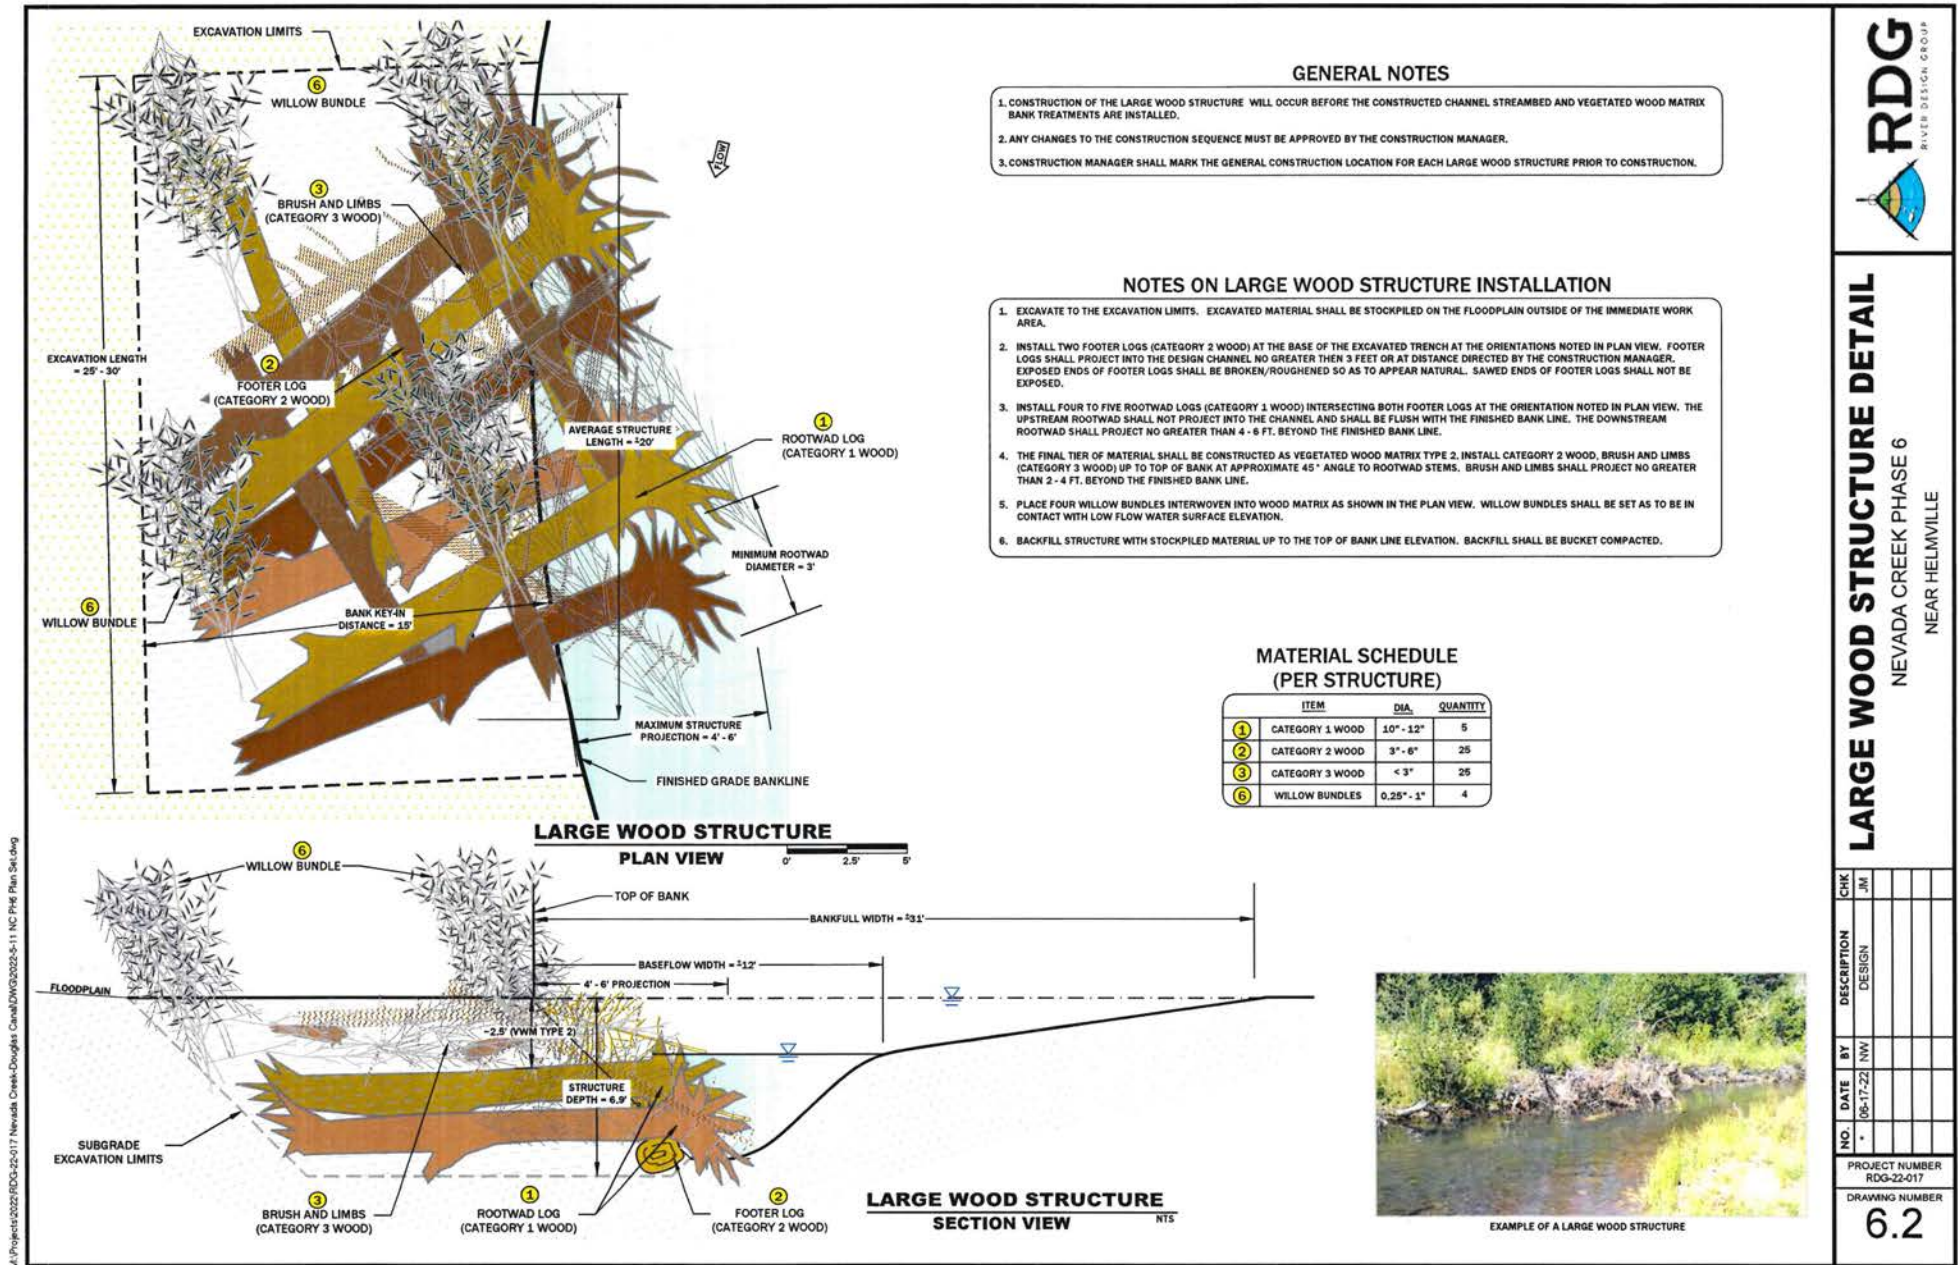 EXCAVATION LIMITS
6
WILLOW BUNDLE
FLOW
3
BRUSH AND LIMBS
(CATEGORY 3 WOOD)
EXCAVATION LENGTH
= 25' - 30'
2
FOOTER LOG
(CATEGORY 2 WOOD)
AVERAGE STRUCTURE
LENGTH = ±20'
1
ROOTWAD LOG
(CATEGORY 1 WOOD)
MINIMUM ROOTWAD
DIAMETER = 3'
6
WILLOW BUNDLE
BANK KEY-IN
DISTANCE = 15'
MAXIMUM STRUCTURE
PROJECTION = 4' - 6'
FINISHED GRADE BANKLINE
LARGE WOOD STRUCTURE
PLAN VIEW
0' 2.5' 5'
6
WILLOW BUNDLE
TOP OF BANK
BANKFULL WIDTH = ±31'
BASEFLOW WIDTH = ±12'
4' - 6' PROJECTION
FLOODPLAIN
~2.5' (VWM TYPE 2)
STRUCTURE
DEPTH = 6.9'
SUBGRADE
EXCAVATION LIMITS
3
BRUSH AND LIMBS
(CATEGORY 3 WOOD)
1
ROOTWAD LOG
(CATEGORY 1 WOOD)
2
FOOTER LOG
(CATEGORY 2 WOOD)
LARGE WOOD STRUCTURE
SECTION VIEW NTS
GENERAL NOTES
1. CONSTRUCTION OF THE LARGE WOOD STRUCTURE WILL OCCUR BEFORE THE CONSTRUCTED CHANNEL STREAMBED AND VEGETATED WOOD MATRIX
BANK TREATMENTS ARE INSTALLED.
2. ANY CHANGES TO THE CONSTRUCTION SEQUENCE MUST BE APPROVED BY THE CONSTRUCTION MANAGER.
3. CONSTRUCTION MANAGER SHALL MARK THE GENERAL CONSTRUCTION LOCATION FOR EACH LARGE WOOD STRUCTURE PRIOR TO CONSTRUCTION.
NOTES ON LARGE WOOD STRUCTURE INSTALLATION
1. EXCAVATE TO THE EXCAVATION LIMITS. EXCAVATED MATERIAL SHALL BE STOCKPILED ON THE FLOODPLAIN OUTSIDE OF THE IMMEDIATE WORK
AREA.
2. INSTALL TWO FOOTER LOGS (CATEGORY 2 WOOD) AT THE BASE OF THE EXCAVATED TRENCH AT THE ORIENTATIONS NOTED IN PLAN VIEW. FOOTER
LOGS SHALL PROJECT INTO THE DESIGN CHANNEL NO GREATER THEN 3 FEET OR AT DISTANCE DIRECTED BY THE CONSTRUCTION MANAGER.
EXPOSED ENDS OF FOOTER LOGS SHALL BE BROKEN/ROUGHENED SO AS TO APPEAR NATURAL. SAWED ENDS OF FOOTER LOGS SHALL NOT BE
EXPOSED.
3. INSTALL FOUR TO FIVE ROOTWAD LOGS (CATEGORY 1 WOOD) INTERSECTING BOTH FOOTER LOGS AT THE ORIENTATION NOTED IN PLAN VIEW. THE
UPSTREAM ROOTWAD SHALL NOT PROJECT INTO THE CHANNEL AND SHALL BE FLUSH WITH THE FINISHED BANK LINE. THE DOWNSTREAM
ROOTWAD SHALL PROJECT NO GREATER THAN 4 - 6 FT. BEYOND THE FINISHED BANK LINE.
4. THE FINAL TIER OF MATERIAL SHALL BE CONSTRUCTED AS VEGETATED WOOD MATRIX TYPE 2. INSTALL CATEGORY 2 WOOD, BRUSH AND LIMBS
(CATEGORY 3 WOOD) UP TO TOP OF BANK AT APPROXIMATE 45° ANGLE TO ROOTWAD STEMS. BRUSH AND LIMBS SHALL PROJECT NO GREATER
THAN 2 - 4 FT. BEYOND THE FINISHED BANK LINE.
5. PLACE FOUR WILLOW BUNDLES INTERWOVEN INTO WOOD MATRIX AS SHOWN IN THE PLAN VIEW. WILLOW BUNDLES SHALL BE SET AS TO BE IN
CONTACT WITH LOW FLOW WATER SURFACE ELEVATION.
6. BACKFILL STRUCTURE WITH STOCKPILED MATERIAL UP TO THE TOP OF BANK LINE ELEVATION. BACKFILL SHALL BE BUCKET COMPACTED.
MATERIAL SCHEDULE
(PER STRUCTURE)
ITEM DIA. QUANTITY
1 CATEGORY 1 WOOD 10" - 12" 5
2 CATEGORY 2 WOOD 3" - 6" 25
3 CATEGORY 3 WOOD < 3" 25
6 WILLOW BUNDLES 0.25" - 1" 4
EXAMPLE OF A LARGE WOOD STRUCTURE
RDG
RIVER DESIGN GROUP
LARGE WOOD STRUCTURE DETAIL
NEVADA CREEK PHASE 6
NEAR HELMVILLE
NO. DATE BY DESCRIPTION CHK
* 06-17-22 NW DESIGN JM
PROJECT NUMBER
RDG-22-017
DRAWING NUMBER
6.2
M:\Projects\2022\RDG-22-017 Nevada Creek-Douglas Canal\DWG\2022-5-11 NC PH6 Plan Set.dwg